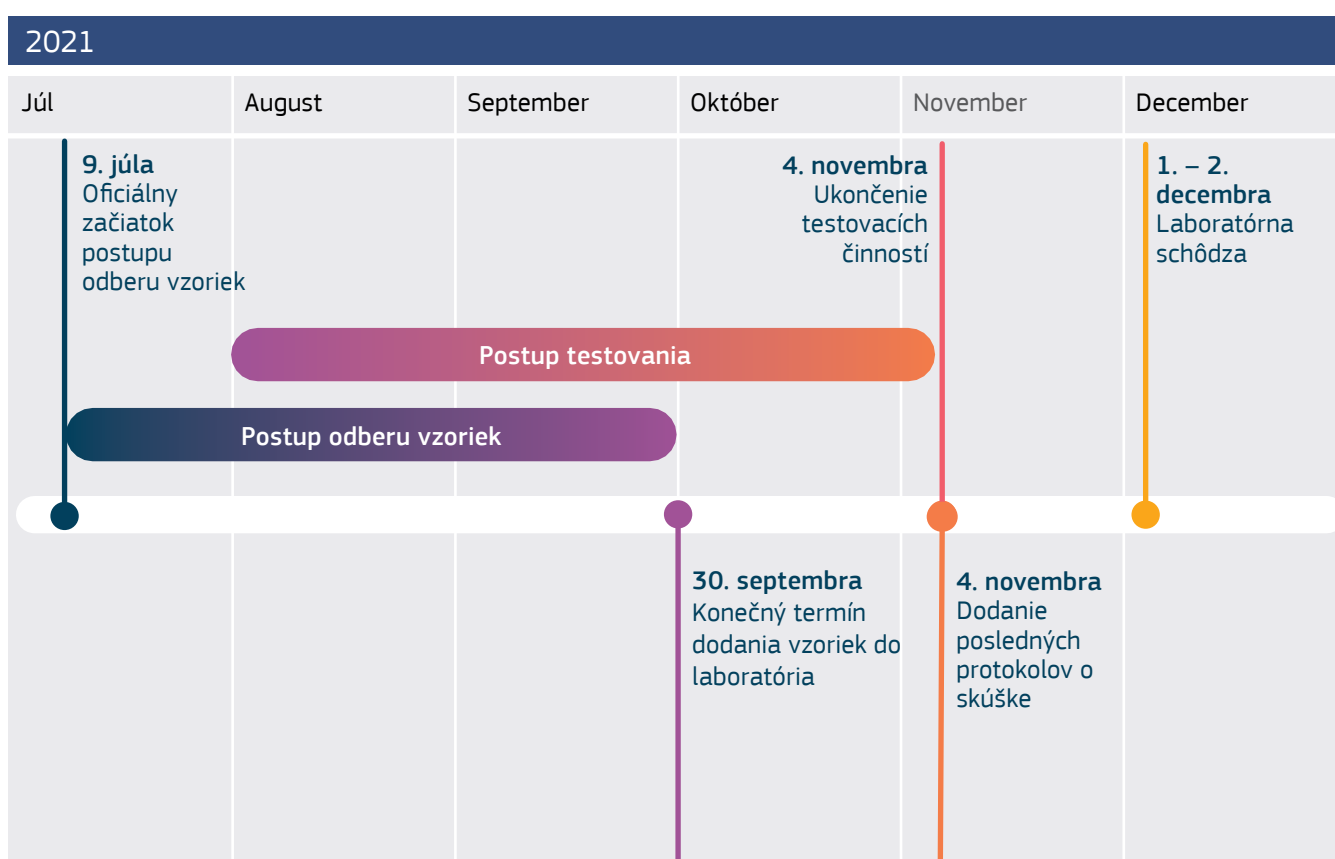 2021
Júl
August
September
Október
November
December
9. júla
Oficiálny
začiatok
postupu
odberu vzoriek
4. novembra
Ukončenie
testovacích
činností
1. – 2.
decembra
Laboratórna
schôdza
Postup testovania
Postup odberu vzoriek
30. septembra
Konečný termín
dodania vzoriek do
laboratória
4. novembra
Dodanie
posledných
protokolov o
skúške